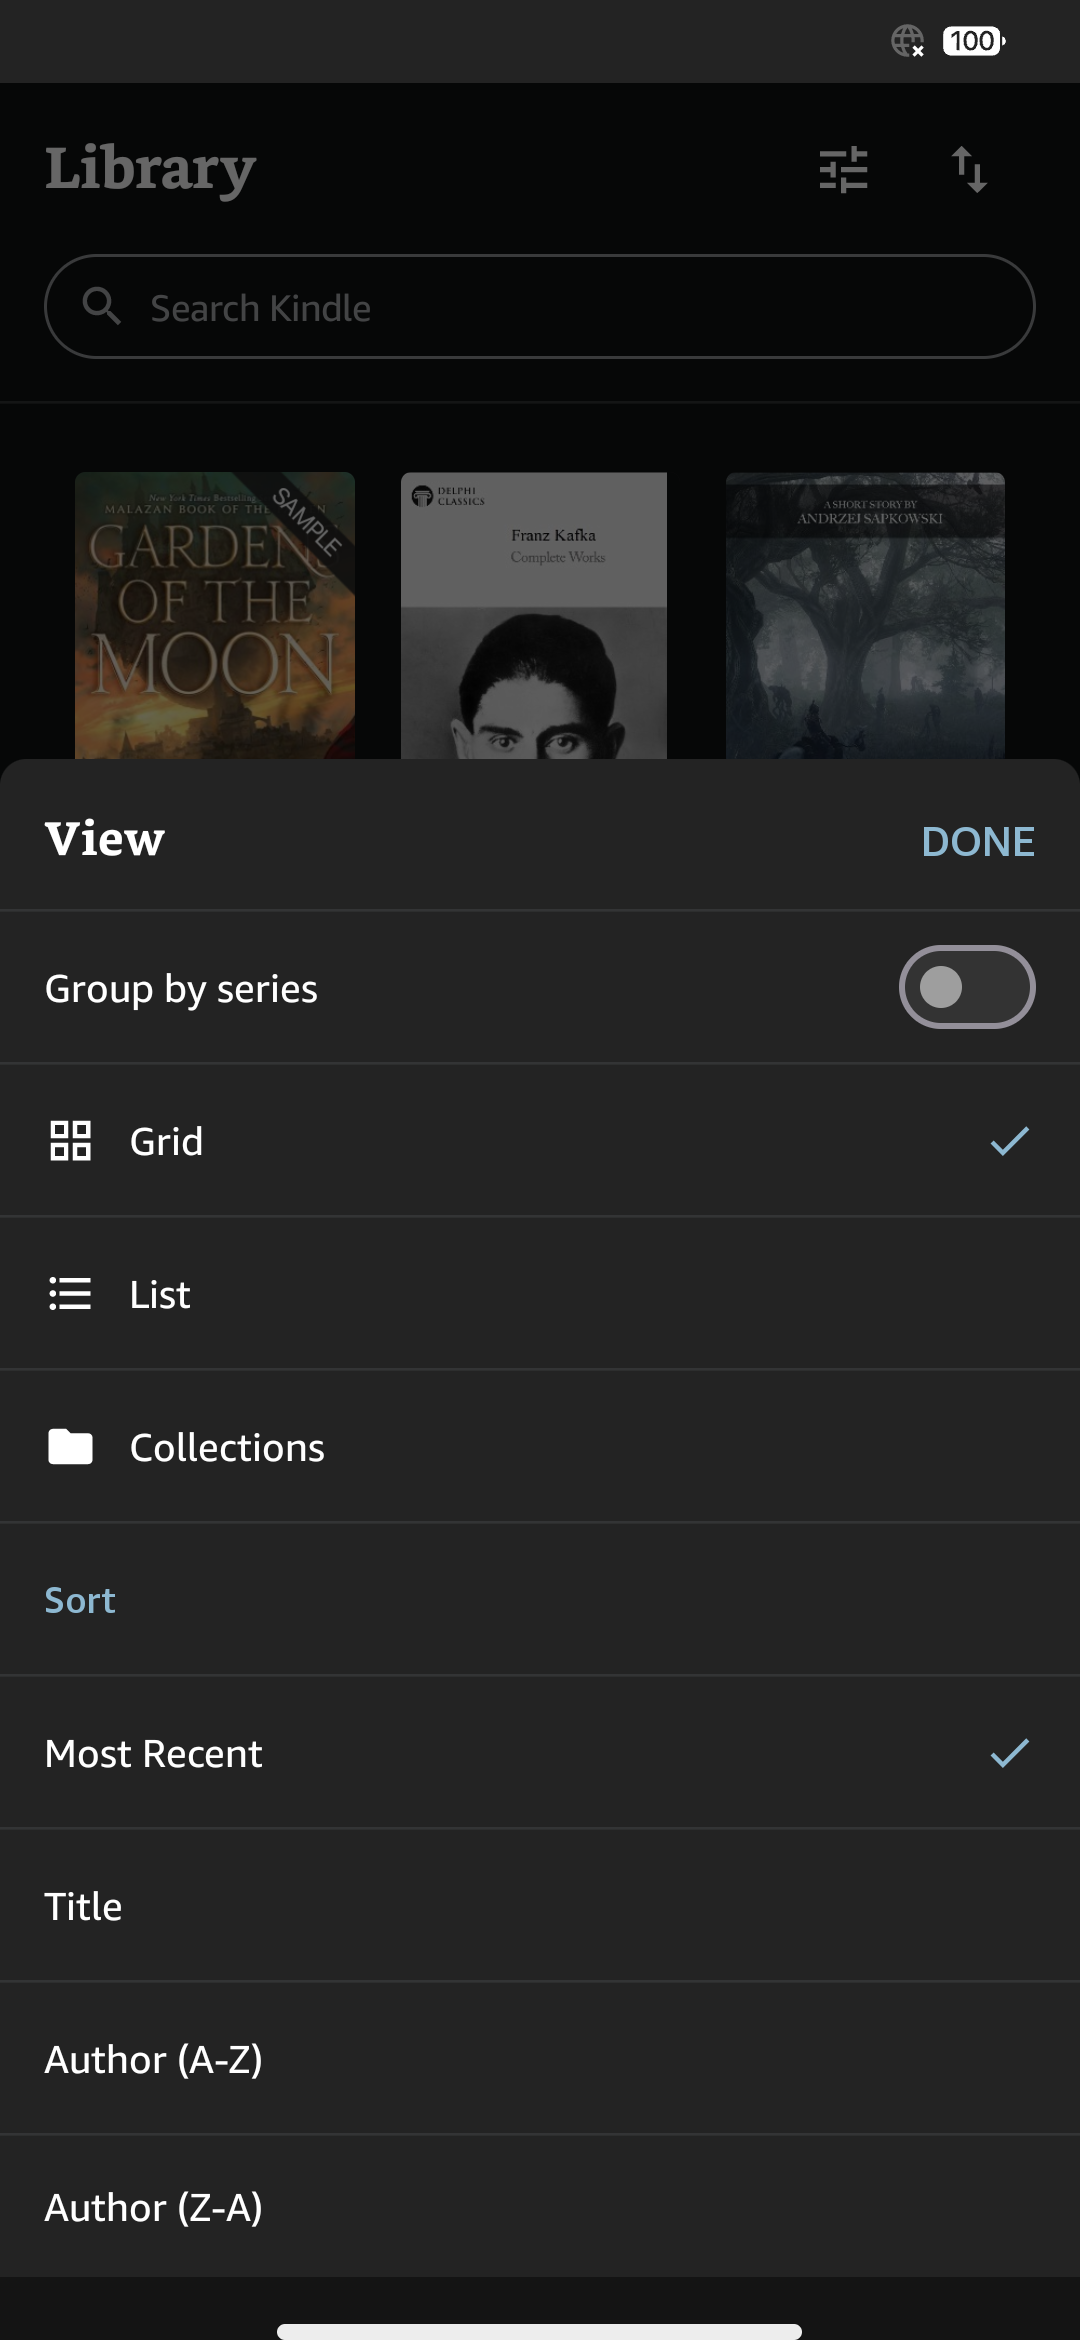 100
Library
Search Kindle
New York Times Bestselling
MALAZAN BOOK OF THE
SAMPLE
GARDENS
OF THE
MOON
DELPHI
CLASSICS
Franz Kafka
Complete Works
A SHORT STORY BY
ANDRZEJ SAPKOWSKI
View
DONE
Group by series
Grid
List
Collections
Sort
Most Recent
Title
Author (A-Z)
Author (Z-A)